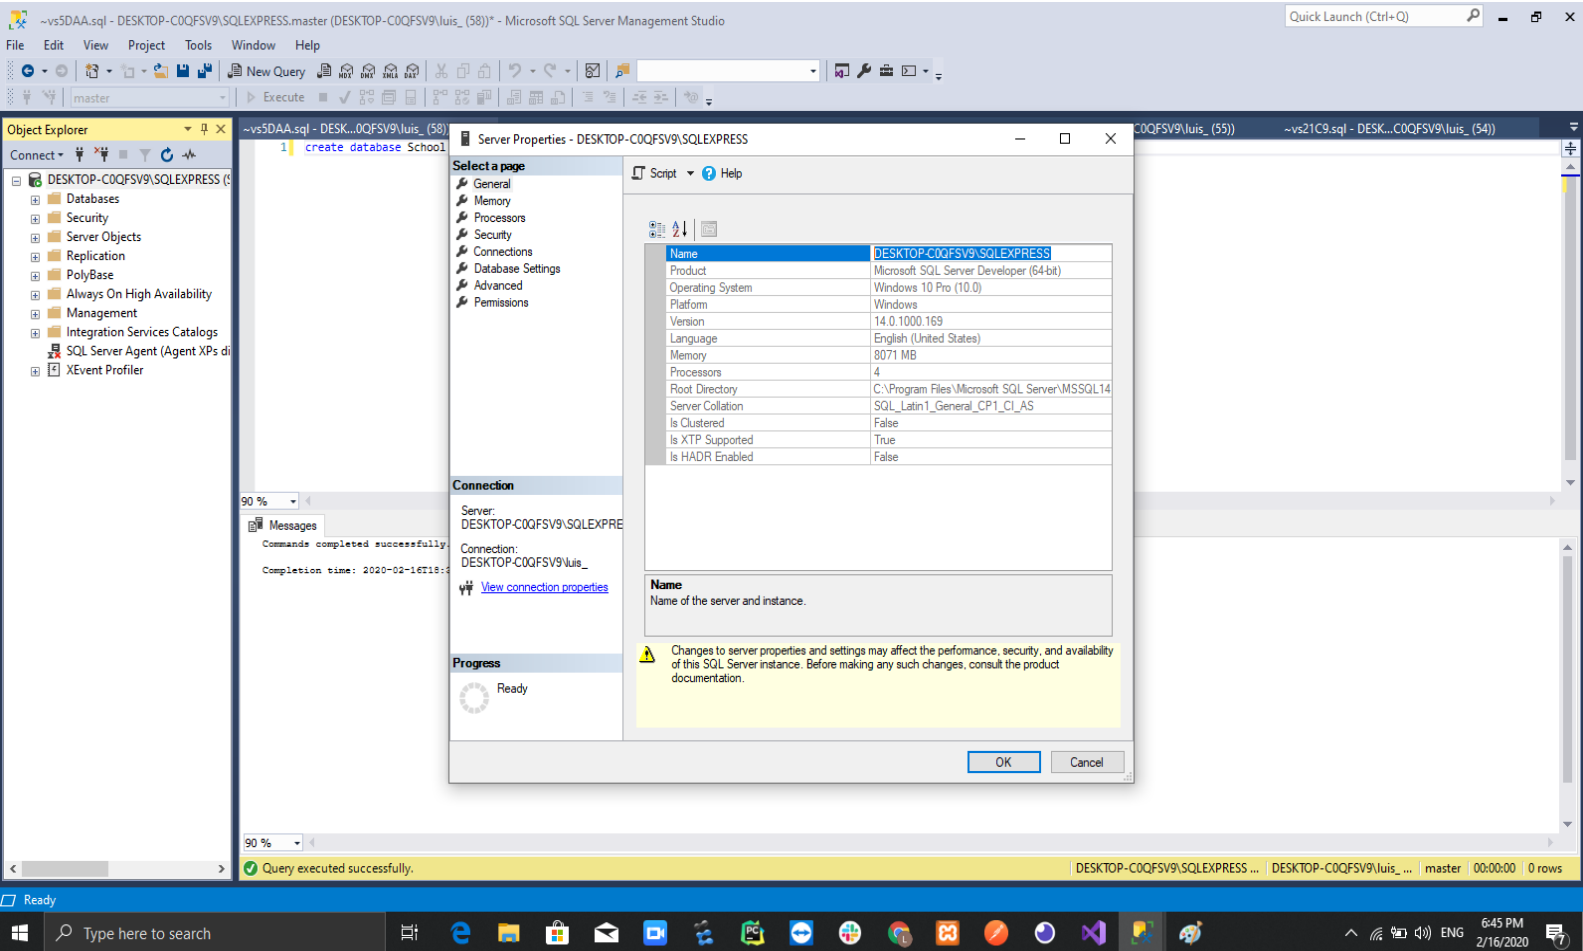 ~vs5DAA.sql - DESKTOP-C0QFSV9\SQLEXPRESS.master (DESKTOP-C0QFSV9\luis_ (58))* - Microsoft SQL Server Management Studio
Quick Launch (Ctrl+Q)
File Edit View Project Tools Window Help
New Query MDX DMX XMLA DAX
master Execute
Object Explorer
~vs5DAA.sql - DESK...0QFSV9\luis_ (58))
C0QFSV9\luis_ (55))
~vs21C9.sql - DESK...C0QFSV9\luis_ (54))
Connect
1 create database School
DESKTOP-C0QFSV9\SQLEXPRESS (S
Databases
Security
Server Objects
Replication
PolyBase
Always On High Availability
Management
Integration Services Catalogs
SQL Server Agent (Agent XPs di
XEvent Profiler
Server Properties - DESKTOP-C0QFSV9\SQLEXPRESS
Select a page
General
Memory
Processors
Security
Connections
Database Settings
Advanced
Permissions
Script Help
Name DESKTOP-C0QFSV9\SQLEXPRESS
Product Microsoft SQL Server Developer (64-bit)
Operating System Windows 10 Pro (10.0)
Platform Windows
Version 14.0.1000.169
Language English (United States)
Memory 8071 MB
Processors 4
Root Directory C:\Program Files\Microsoft SQL Server\MSSQL14
Server Collation SQL_Latin1_General_CP1_CI_AS
Is Clustered False
Is XTP Supported True
Is HADR Enabled False
Connection
Server:
DESKTOP-C0QFSV9\SQLEXPRE
Connection:
DESKTOP-C0QFSV9\luis_
View connection properties
Progress
Ready
Name
Name of the server and instance.
Changes to server properties and settings may affect the performance, security, and availability
of this SQL Server instance. Before making any such changes, consult the product
documentation.
OK Cancel
90 %
Messages
Commands completed successfully.
Completion time: 2020-02-16T18:2
90 %
Query executed successfully.
DESKTOP-C0QFSV9\SQLEXPRESS ... DESKTOP-C0QFSV9\luis_ ... master 00:00:00 0 rows
Ready
Type here to search
PC
ENG
6:45 PM
2/16/2020
7